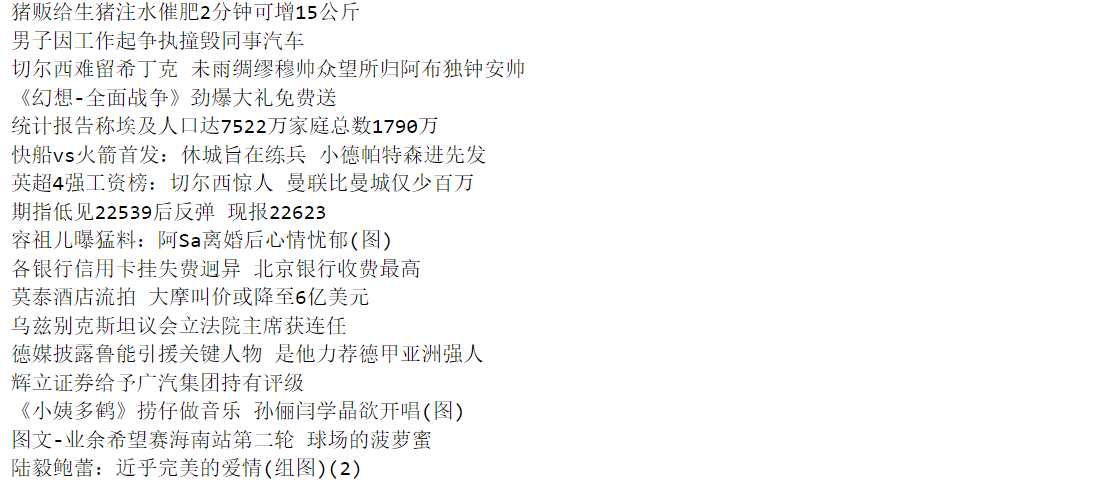 猪贩给生猪注水催肥2分钟可增15公斤
男子因工作起争执撞毁同事汽车
切尔西难留希丁克 未雨绸缪穆帅众望所归阿布独钟安帅
《幻想-全面战争》劲爆大礼免费送
统计报告称埃及人口达7522万家庭总数1790万
快船vs火箭首发：休城旨在练兵 小德帕特森进先发
英超4强工资榜：切尔西惊人 曼联比曼城仅少百万
期指低见22539后反弹 现报22623
容祖儿曝猛料：阿Sa离婚后心情忧郁(图)
各银行信用卡挂失费迥异 北京银行收费最高
莫泰酒店流拍 大摩叫价或降至6亿美元
乌兹别克斯坦议会立法院主席获连任
德媒披露鲁能引援关键人物 是他力荐德甲亚洲强人
辉立证券给予广汽集团持有评级
《小姨多鹤》捞仔做音乐 孙俪闫学晶欲开唱(图)
图文-业余希望赛海南站第二轮 球场的菠萝蜜
陆毅鲍蕾：近乎完美的爱情(组图)(2)